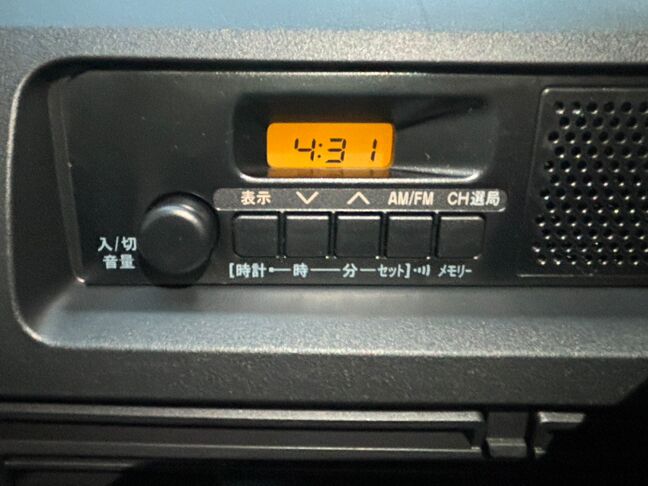 4:31
表示 AM/FM CH選局
入/切
音量
[時計 時 分 セット] メモリー